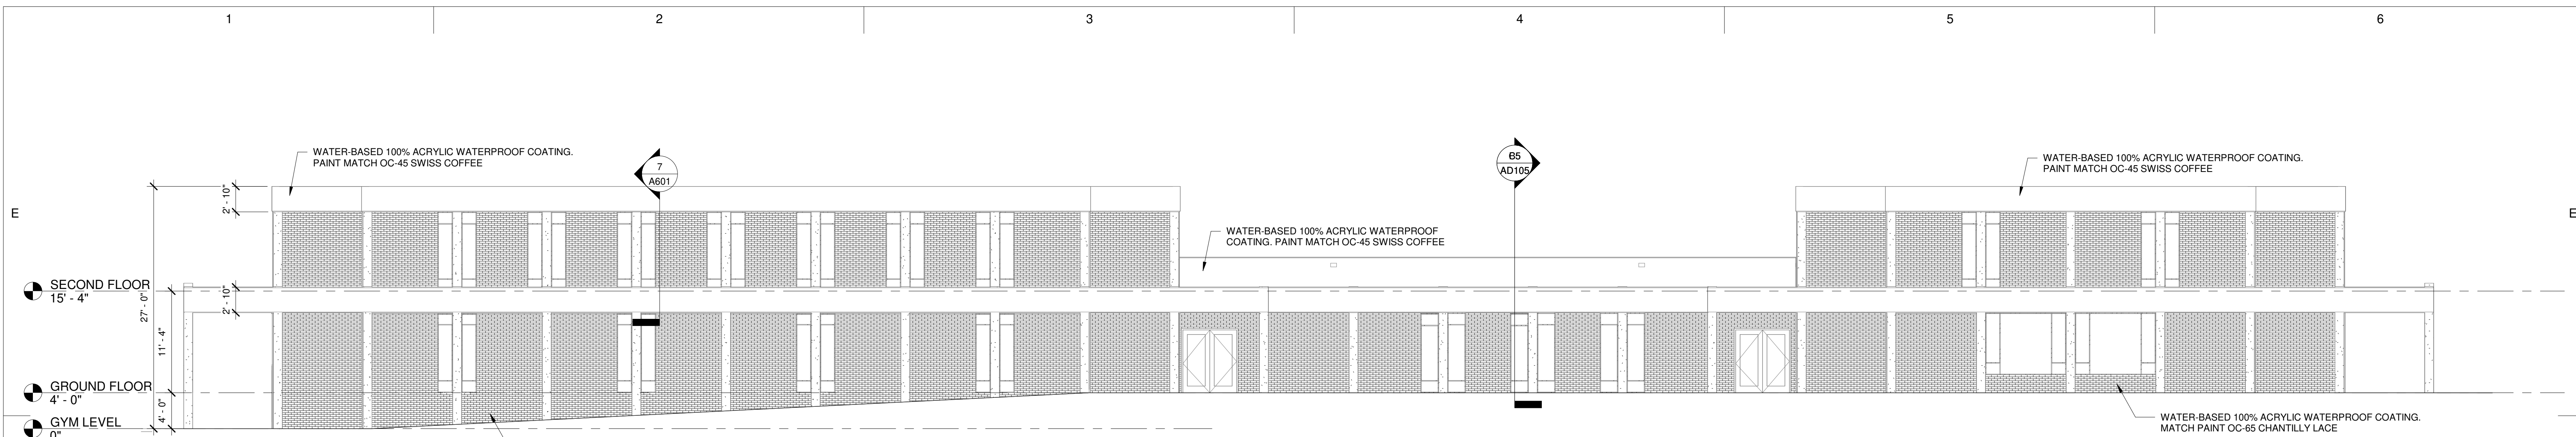 1 2 3 4 5 6
WATER-BASED 100% ACRYLIC WATERPROOF COATING.
PAINT MATCH OC-45 SWISS COFFEE
7
A601
B5
AD105
WATER-BASED 100% ACRYLIC WATERPROOF COATING.
PAINT MATCH OC-45 SWISS COFFEE
E
E
2' - 10"
WATER-BASED 100% ACRYLIC WATERPROOF
COATING. PAINT MATCH OC-45 SWISS COFFEE
SECOND FLOOR
15' - 4"
27' - 0"
2' - 10"
11' - 4"
GROUND FLOOR
4' - 0"
4' - 0"
GYM LEVEL
0"
WATER-BASED 100% ACRYLIC WATERPROOF COATING.
MATCH PAINT OC-65 CHANTILLY LACE